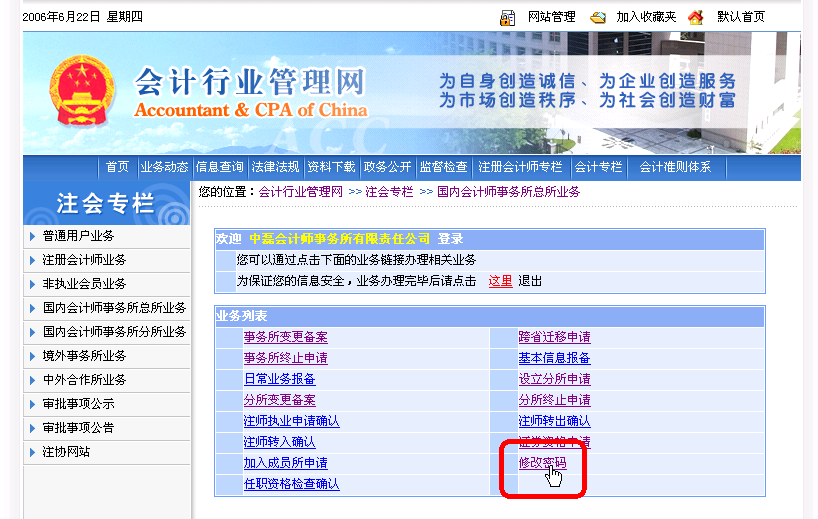 2006年6月22日 星期四
网站管理 加入收藏夹 默认首页
会计行业管理网
Accountant & CPA of China
为自身创造诚信、为企业创造服务
为市场创造秩序、为社会创造财富
ACC
首页 业务动态 信息查询 法律法规 资料下载 政务公开 监督检查 注册会计师专栏 会计专栏 会计准则体系
注会专栏
普通用户业务
注册会计师业务
非执业会员业务
国内会计师事务所总所业务
国内会计师事务所分所业务
境外事务所业务
中外合作所业务
审批事项公示
审批事项公告
注协网站
您的位置：会计行业管理网 >> 注会专栏 >> 国内会计师事务所总所业务
欢迎 中磊会计师事务所有限责任公司 登录
您可以通过点击下面的业务链接办理相关业务
为保证您的信息安全，业务办理完毕后请点击 这里 退出
业务列表
事务所变更备案 跨省迁移申请
事务所终止申请 基本信息报备
日常业务报备 设立分所申请
分所变更备案 分所终止申请
注师执业申请确认 注师转出确认
注师转入确认 证券资格申请
加入成员所申请 修改密码
任职资格检查确认